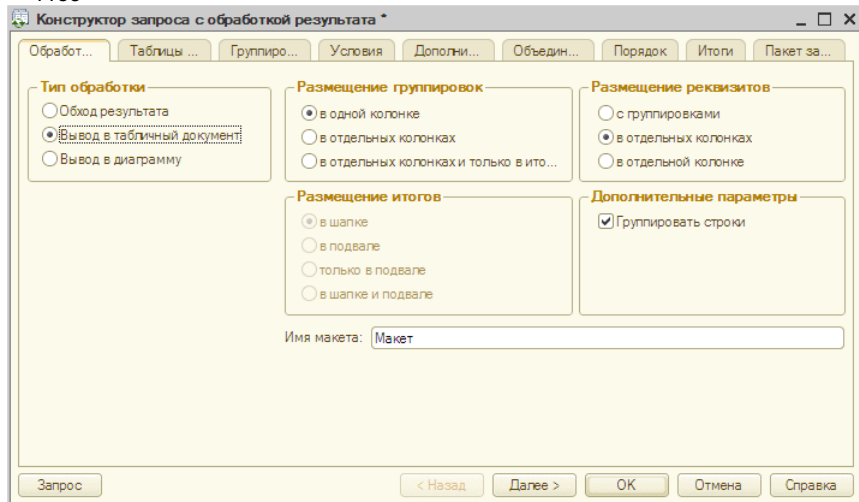 Конструктор запроса с обработкой результата *
Обработ... Таблицы ... Группиро... Условия Дополни... Объедин... Порядок Итоги Пакет за...
Тип обработки
Обход результата
Вывод в табличный документ
Вывод в диаграмму
Размещение группировок
в одной колонке
в отдельных колонках
в отдельных колонках и только в ито...
Размещение реквизитов
с группировками
в отдельных колонках
в отдельной колонке
Размещение итогов
в шапке
в подвале
только в подвале
в шапке и подвале
Дополнительные параметры
Группировать строки
Имя макета: Макет
Запрос < Назад Далее > ОК Отмена Справка